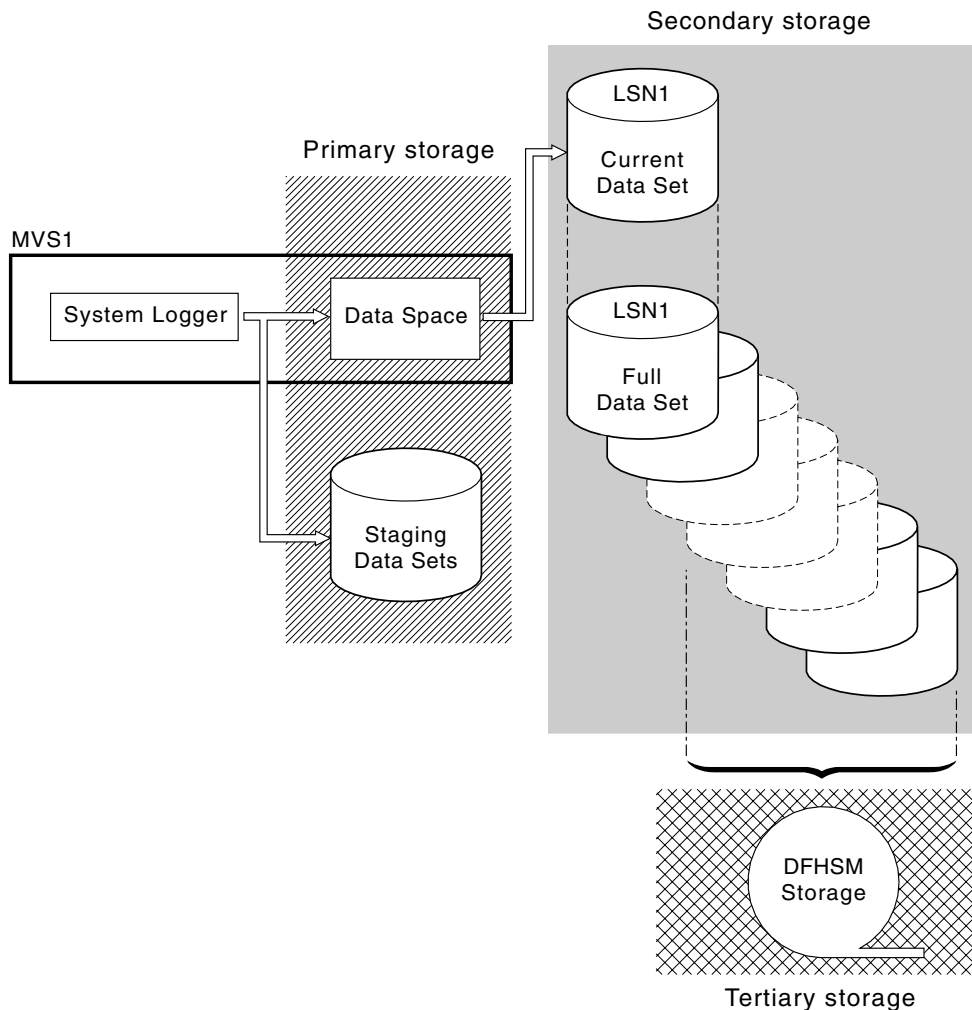 Secondary storage
LSN1
Current
Data Set
Primary storage
MVS1
System Logger
Data Space
LSN1
Full
Data Set
Staging
Data Sets
DFHSM
Storage
Tertiary storage